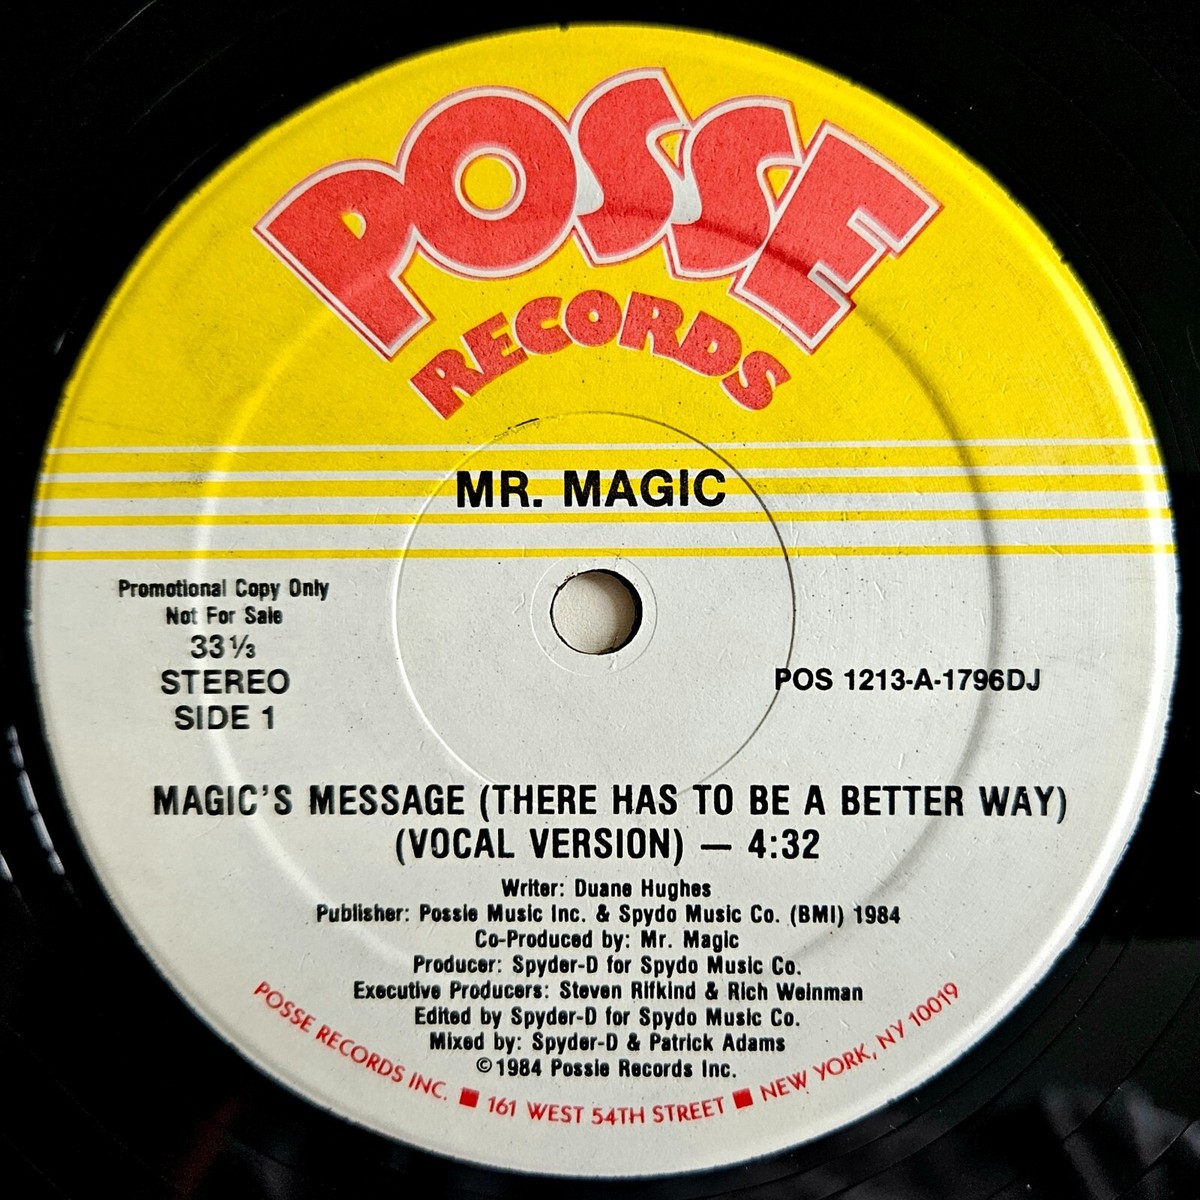 POSSE
RECORDS
MR. MAGIC
Promotional Copy Only
Not For Sale
33 1/3
STEREO
SIDE 1
POS 1213-A-1796DJ
MAGIC'S MESSAGE (THERE HAS TO BE A BETTER WAY)
(VOCAL VERSION) — 4:32
Writer: Duane Hughes
Publisher: Possie Music Inc. & Spydo Music Co. (BMI) 1984
Co-Produced by: Mr. Magic
Producer: Spyder-D for Spydo Music Co.
Executive Producers: Steven Rifkind & Rich Weinman
Edited by Spyder-D for Spydo Music Co.
Mixed by: Spyder-D & Patrick Adams
©1984 Possie Records Inc.
POSSE RECORDS INC. ■ 161 WEST 54TH STREET ■ NEW YORK, NY 10019